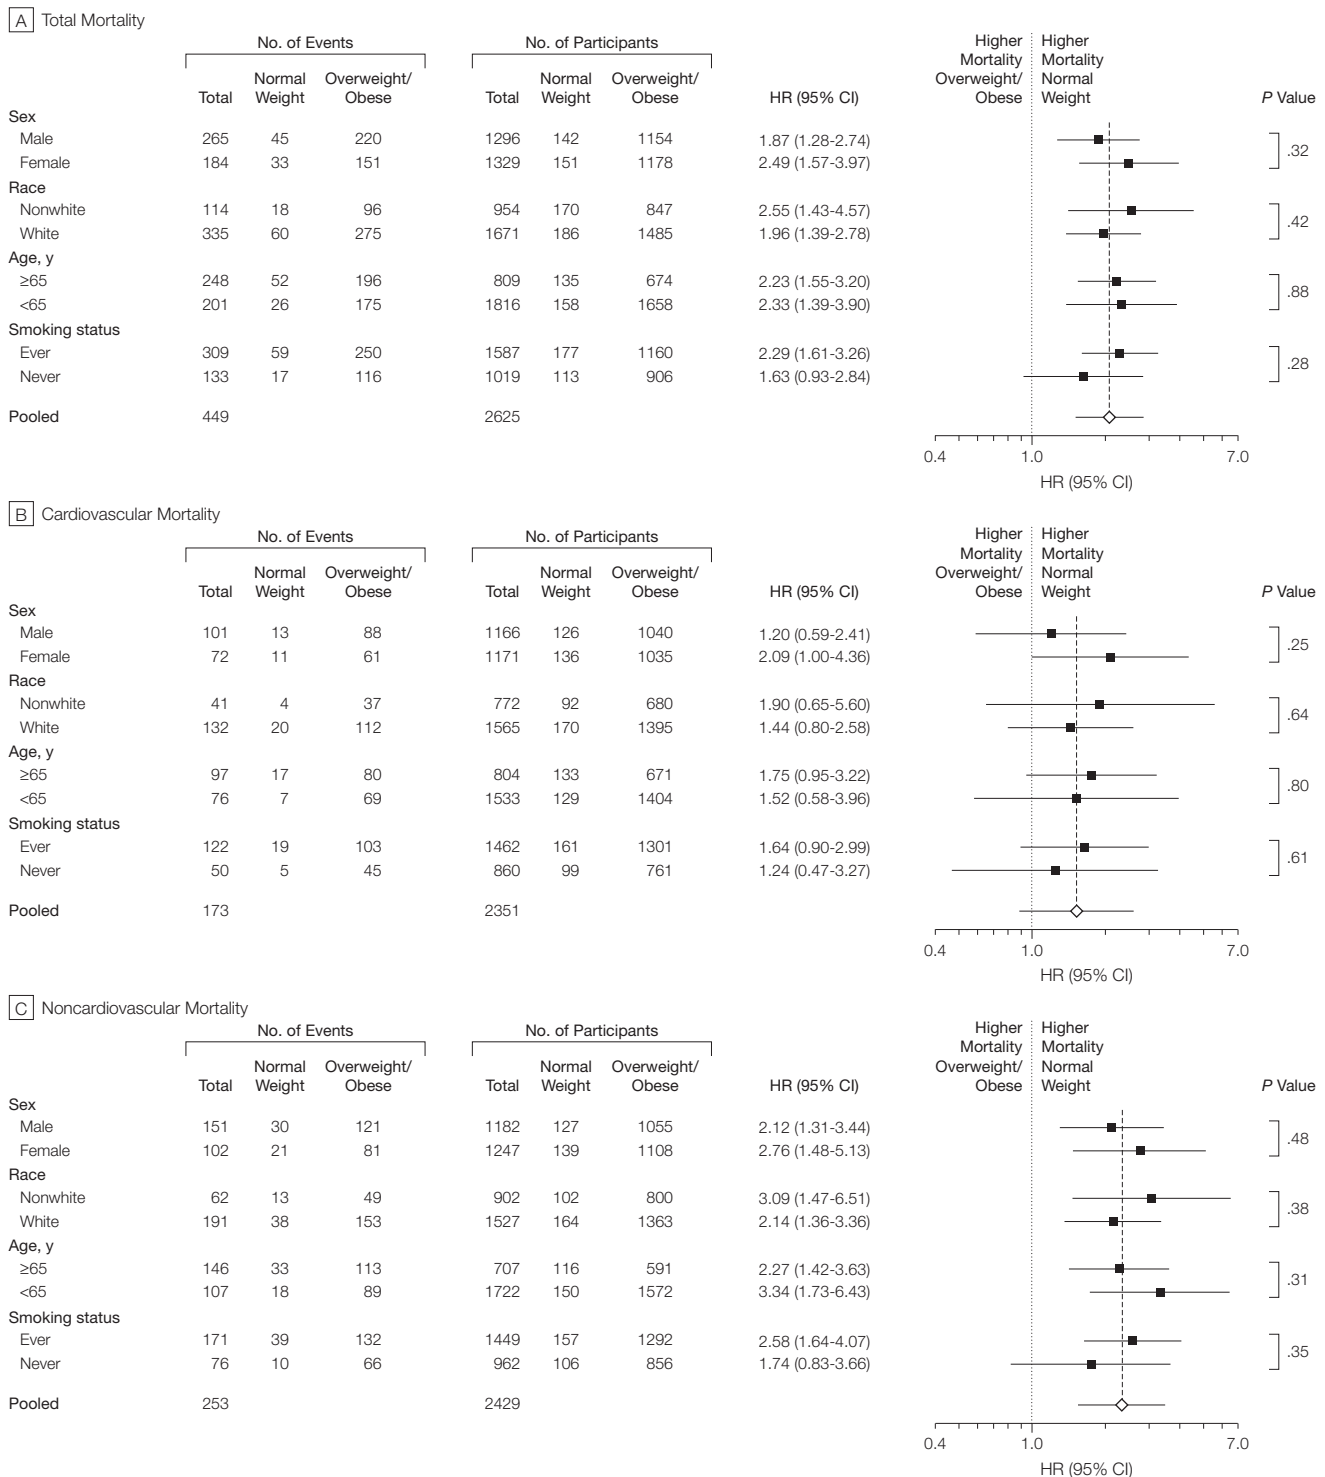 A Total Mortality
No. of Events No. of Participants Higher Higher
Mortality Mortality
Normal Overweight/ Normal Overweight/ Overweight/ Normal
Total Weight Obese Total Weight Obese HR (95% CI) Obese Weight P Value
Sex
Male 265 45 220 1296 142 1154 1.87 (1.28-2.74) .32
Female 184 33 151 1329 151 1178 2.49 (1.57-3.97)
Race
Nonwhite 114 18 96 954 170 847 2.55 (1.43-4.57) .42
White 335 60 275 1671 186 1485 1.96 (1.39-2.78)
Age, y
≥65 248 52 196 809 135 674 2.23 (1.55-3.20) .88
<65 201 26 175 1816 158 1658 2.33 (1.39-3.90)
Smoking status
Ever 309 59 250 1587 177 1160 2.29 (1.61-3.26) .28
Never 133 17 116 1019 113 906 1.63 (0.93-2.84)
Pooled 449 2625
0.4 1.0 7.0
HR (95% CI)
B Cardiovascular Mortality
No. of Events No. of Participants Higher Higher
Mortality Mortality
Normal Overweight/ Normal Overweight/ Overweight/ Normal
Total Weight Obese Total Weight Obese HR (95% CI) Obese Weight P Value
Sex
Male 101 13 88 1166 126 1040 1.20 (0.59-2.41) .25
Female 72 11 61 1171 136 1035 2.09 (1.00-4.36)
Race
Nonwhite 41 4 37 772 92 680 1.90 (0.65-5.60) .64
White 132 20 112 1565 170 1395 1.44 (0.80-2.58)
Age, y
≥65 97 17 80 804 133 671 1.75 (0.95-3.22) .80
<65 76 7 69 1533 129 1404 1.52 (0.58-3.96)
Smoking status
Ever 122 19 103 1462 161 1301 1.64 (0.90-2.99) .61
Never 50 5 45 860 99 761 1.24 (0.47-3.27)
Pooled 173 2351
0.4 1.0 7.0
HR (95% CI)
C Noncardiovascular Mortality
No. of Events No. of Participants Higher Higher
Mortality Mortality
Normal Overweight/ Normal Overweight/ Overweight/ Normal
Total Weight Obese Total Weight Obese HR (95% CI) Obese Weight P Value
Sex
Male 151 30 121 1182 127 1055 2.12 (1.31-3.44) .48
Female 102 21 81 1247 139 1108 2.76 (1.48-5.13)
Race
Nonwhite 62 13 49 902 102 800 3.09 (1.47-6.51) .38
White 191 38 153 1527 164 1363 2.14 (1.36-3.36)
Age, y
≥65 146 33 113 707 116 591 2.27 (1.42-3.63) .31
<65 107 18 89 1722 150 1572 3.34 (1.73-6.43)
Smoking status
Ever 171 39 132 1449 157 1292 2.58 (1.64-4.07) .35
Never 76 10 66 962 106 856 1.74 (0.83-3.66)
Pooled 253 2429
0.4 1.0 7.0
HR (95% CI)